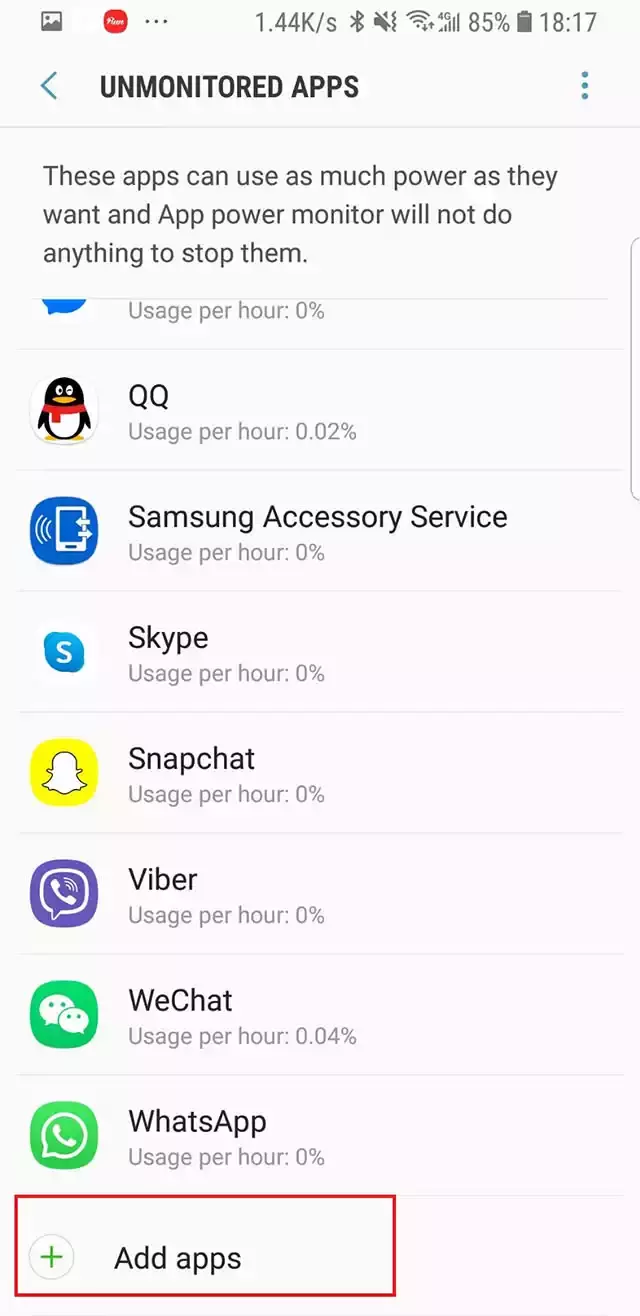 Run ... 1.44K/s 4G 85% 18:17
UNMONITORED APPS
These apps can use as much power as they
want and App power monitor will not do
anything to stop them.
Usage per hour: 0%
QQ
Usage per hour: 0.02%
Samsung Accessory Service
Usage per hour: 0%
S
Skype
Usage per hour: 0%
Snapchat
Usage per hour: 0%
Viber
Usage per hour: 0%
WeChat
Usage per hour: 0.04%
WhatsApp
Usage per hour: 0%
+ Add apps